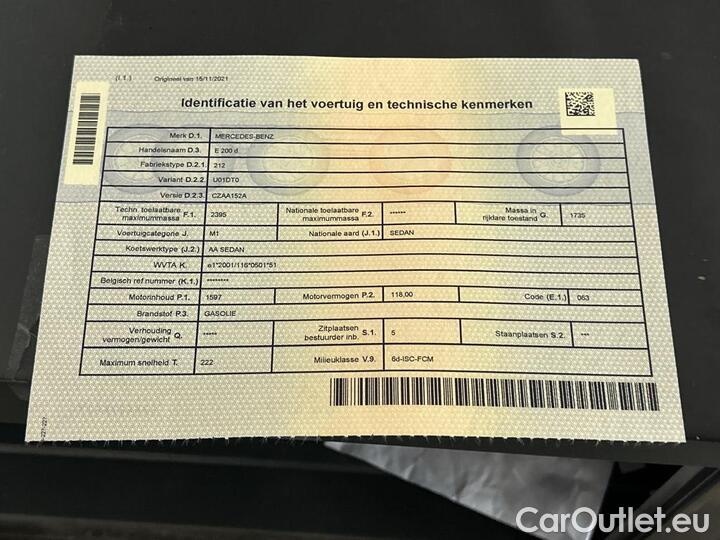 (I.1.) Origineel van 15/11/2021
Identificatie van het voertuig en technische kenmerken
Merk D.1. MERCEDES-BENZ
Handelsnaam D.3. E 200 d
Fabriekstype D.2.1. 212
Variant D.2.2. U01DT0
Versie D.2.3. CZAA152A
Techn. toelaatbare maximummassa F.1. 2395 Nationale toelaatbare maximummassa F.2. ****** Massa in rijklare toestand G. 1735
Voertuigcategorie J. M1 Nationale aard (J.1.) SEDAN
Koetswerktype (J.2.) AA SEDAN
WVTA K. e1*2001/116*0501*51
Belgisch ref nummer (K.1.) ********
Motorinhoud P.1. 1597 Motorvermogen P.2. 118,00 Code (E.1.) 063
Brandstof P.3. GASOLIE
Verhouding vermogen/gewicht Q. ***** Zitplaatsen bestuurder inb. S.1. 5 Staanplaatsen S.2. ***
Maximum snelheid T. 222 Milieuklasse V.9. 6d-ISC-FCM
CarOutlet.eu